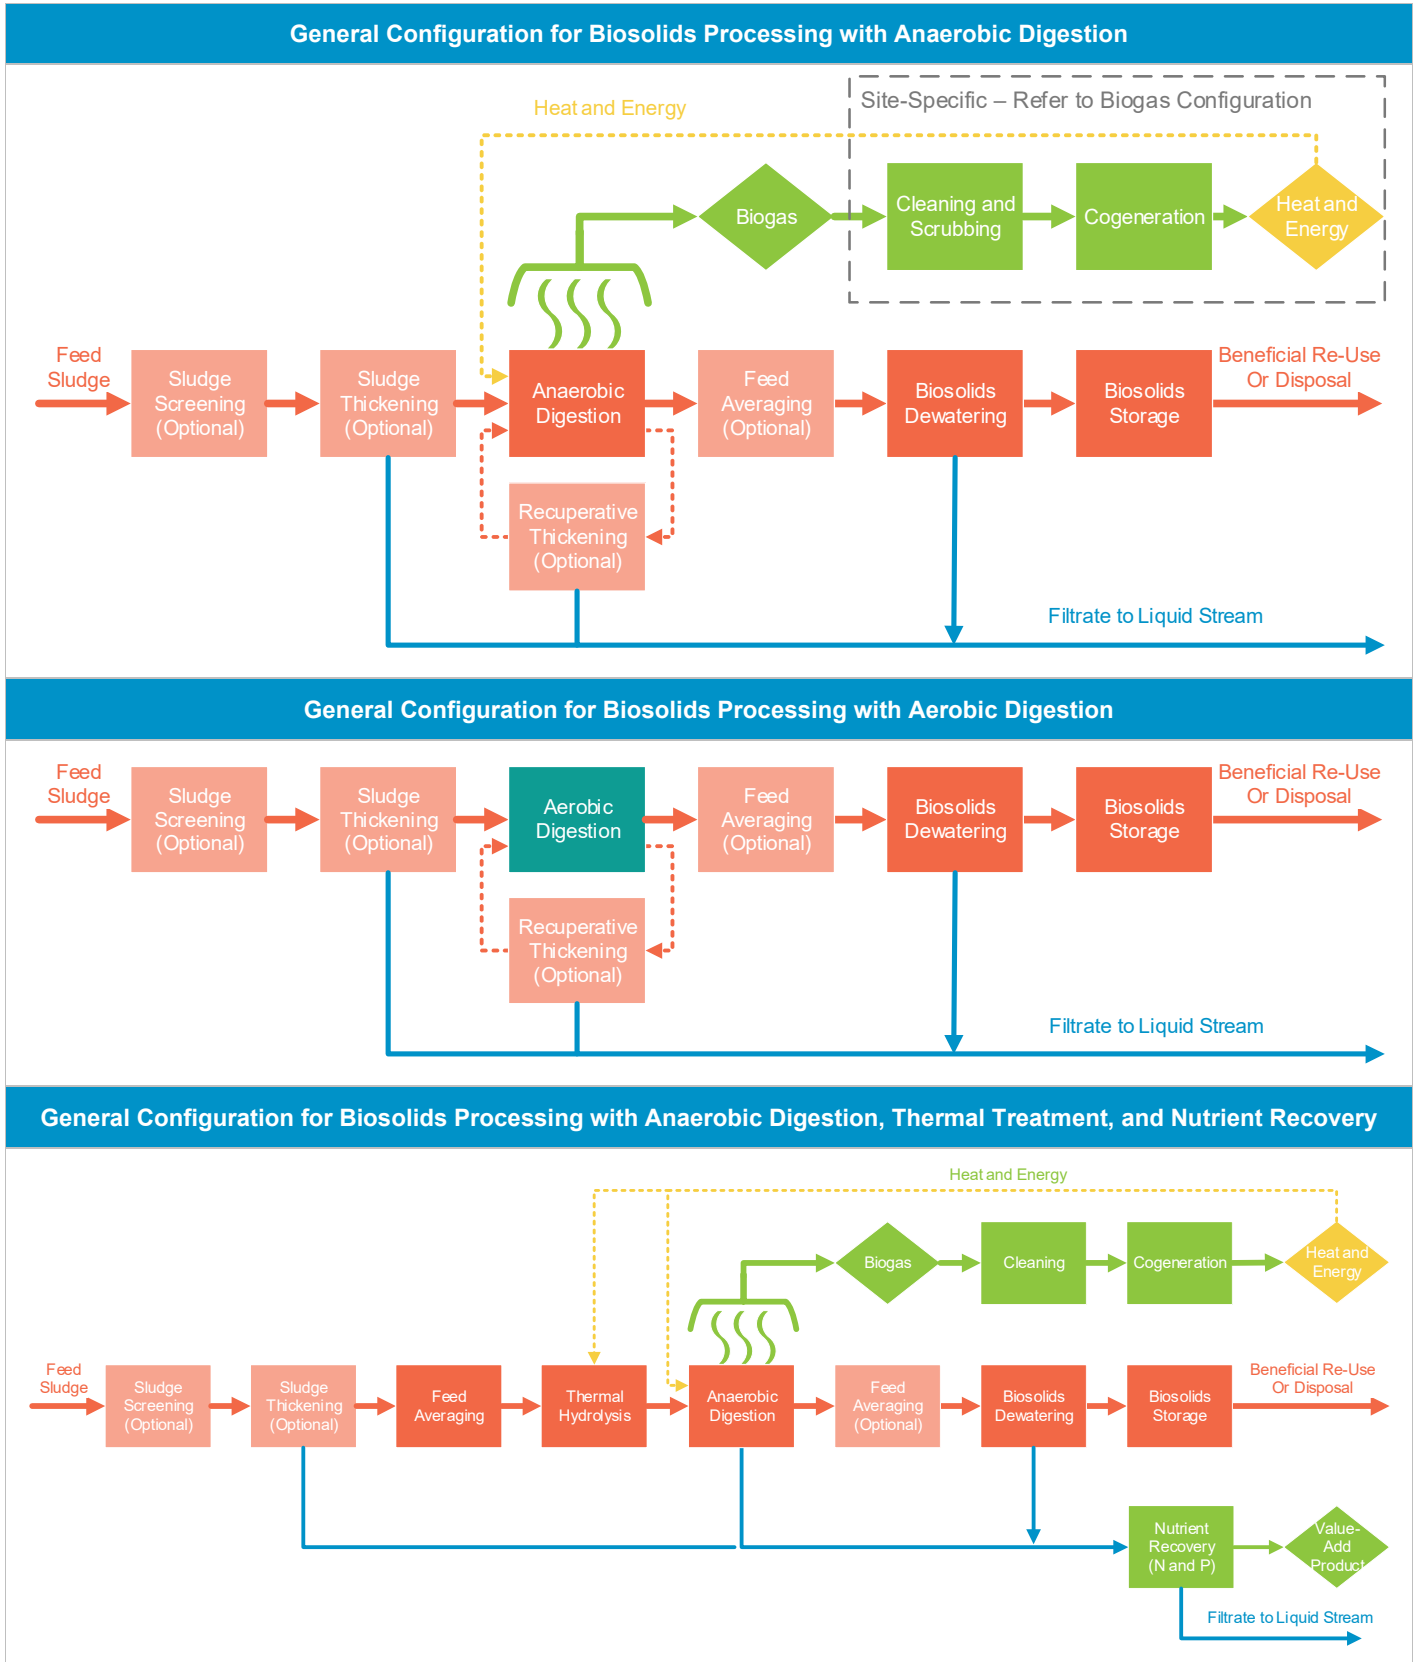 General Configuration for Biosolids Processing with Anaerobic Digestion
Site-Specific – Refer to Biogas Configuration
Heat and Energy
Biogas
Cleaning and
Scrubbing
Cogeneration
Heat and
Energy
Feed
Sludge
Sludge
Screening
(Optional)
Sludge
Thickening
(Optional)
Anaerobic
Digestion
Feed
Averaging
(Optional)
Biosolids
Dewatering
Biosolids
Storage
Beneficial Re-Use
Or Disposal
Recuperative
Thickening
(Optional)
Filtrate to Liquid Stream
General Configuration for Biosolids Processing with Aerobic Digestion
Feed
Sludge
Sludge
Screening
(Optional)
Sludge
Thickening
(Optional)
Aerobic
Digestion
Feed
Averaging
(Optional)
Biosolids
Dewatering
Biosolids
Storage
Beneficial Re-Use
Or Disposal
Recuperative
Thickening
(Optional)
Filtrate to Liquid Stream
General Configuration for Biosolids Processing with Anaerobic Digestion, Thermal Treatment, and Nutrient Recovery
Heat and Energy
Biogas
Cleaning
Cogeneration
Heat and
Energy
Feed
Sludge
Sludge
Screening
(Optional)
Sludge
Thickening
(Optional)
Feed
Averaging
Thermal
Hydrolysis
Anaerobic
Digestion
Feed
Averaging
(Optional)
Biosolids
Dewatering
Biosolids
Storage
Beneficial Re-Use
Or Disposal
Nutrient
Recovery
(N and P)
Value-
Add
Product
Filtrate to Liquid Stream